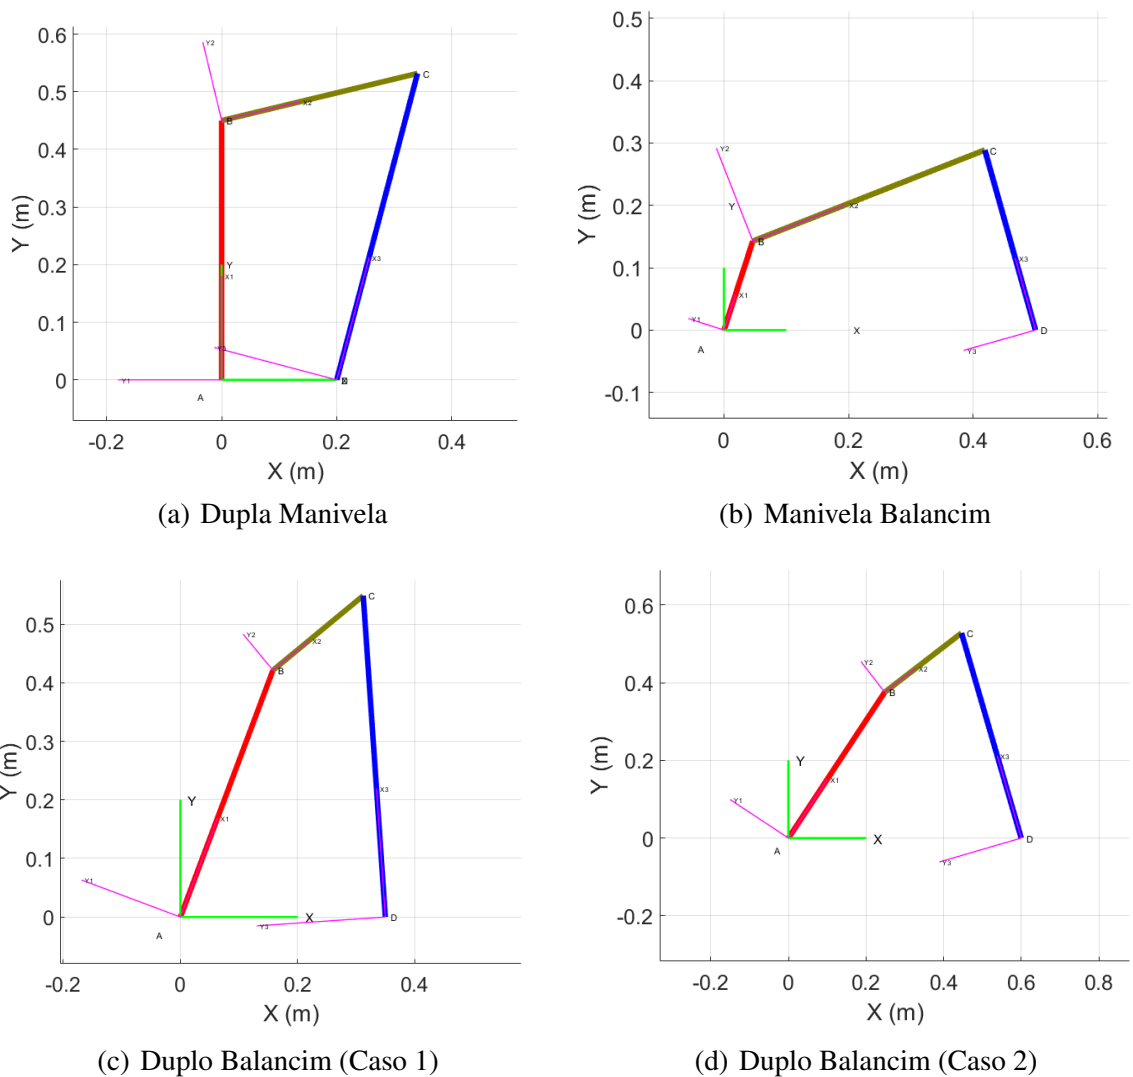 0.6
0.5
0.4
0.3
0.2
0.1
0
-0.2
0
0.2
0.4
Y (m)
X (m)
Y2
C
X2
B
Y
X1
X3
Y3
Y1
A
(a) Dupla Manivela
0.5
0.4
0.3
0.2
0.1
0
-0.1
0
0.2
0.4
0.6
Y (m)
X (m)
Y2
C
Y
X2
B
X3
X1
Y1
X
D
A
Y3
(b) Manivela Balancim
0.5
0.4
0.3
0.2
0.1
0
-0.2
0
0.2
0.4
Y (m)
X (m)
C
Y2
X2
B
Y
X3
X1
Y1
X
D
Y3
A
(c) Duplo Balancim (Caso 1)
0.6
0.4
0.2
0
-0.2
-0.2
0
0.2
0.4
0.6
0.8
Y (m)
X (m)
C
Y2
X2
B
Y
X3
X1
Y1
X
D
A
Y3
(d) Duplo Balancim (Caso 2)